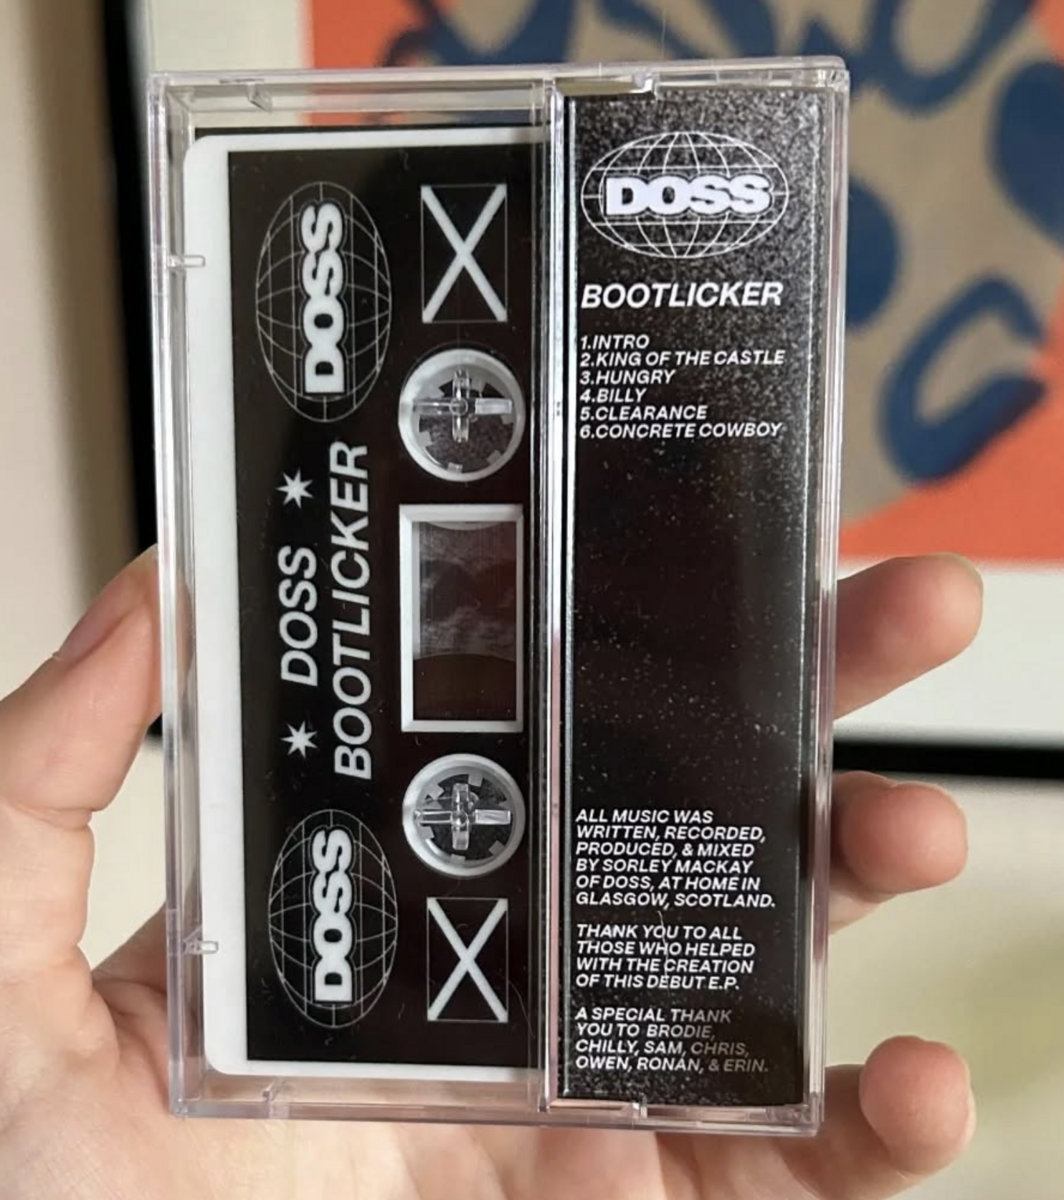 DOSS
DOSS
BOOTLICKER
DOSS
DOSS
BOOTLICKER
1.INTRO
2.KING OF THE CASTLE
3.HUNGRY
4.BILLY
5.CLEARANCE
6.CONCRETE COWBOY
ALL MUSIC WAS
WRITTEN, RECORDED,
PRODUCED, & MIXED
BY SORLEY MACKAY
OF DOSS, AT HOME IN
GLASGOW, SCOTLAND.
THANK YOU TO ALL
THOSE WHO HELPED
WITH THE CREATION
OF THIS DEBUT E.P.
A SPECIAL THANK
YOU TO BRODIE,
CHILLY, SAM, CHRIS,
OWEN, RONAN, & ERIN.